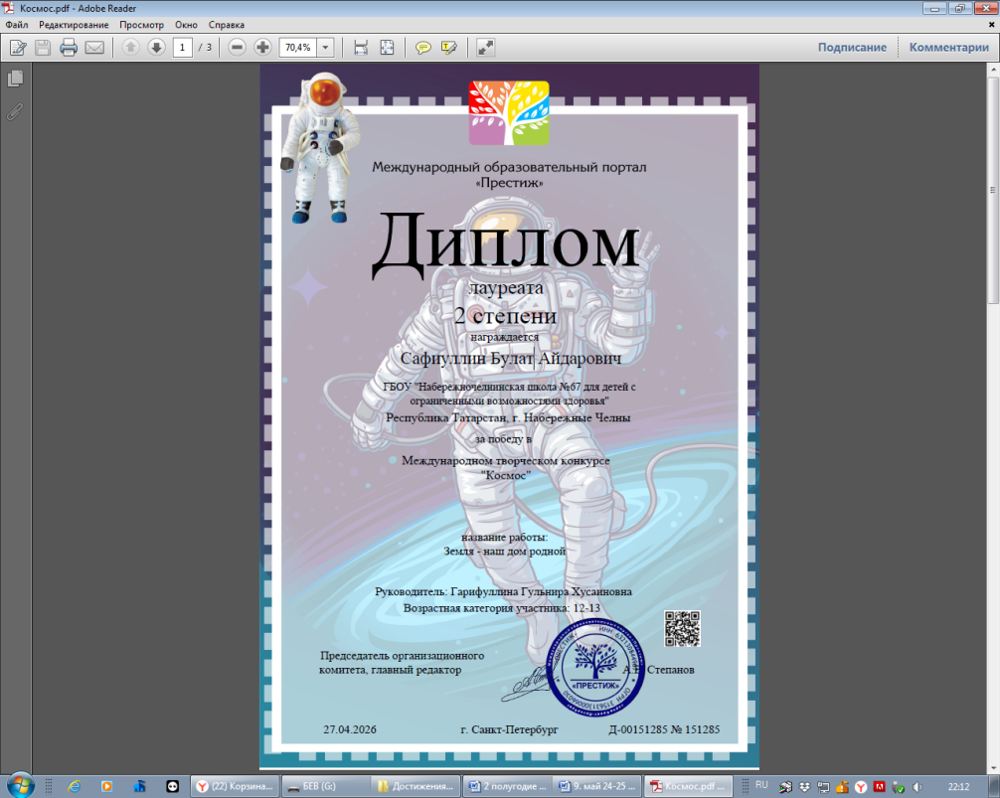 Космос.pdf - Adobe Reader
Файл Редактирование Просмотр Окно Справка
1 / 3 70,4% Подписание Комментарии
Международный образовательный портал
«Престиж»
Диплом
лауреата
2 степени
награждается
Сафиуллин Булат Айдарович
ГБОУ "Набережночелнинская школа №67 для детей с
ограниченными возможностями здоровья"
Республика Татарстан, г. Набережные Челны
за победу в
Международном творческом конкурсе
"Космос"
название работы:
Земля - наш дом родной
Руководитель: Гарифуллина Гульнира Хусаиновна
Возрастная категория участника: 12-13
Председатель организационного
комитета, главный редактор
Степанов
«ПРЕСТИЖ»
27.04.2026 г. Санкт-Петербург Д-00151285 № 151285
(22) Корзина... БЕВ (G:) Достижения... 2 полугодие ... 9. май 24-25 ... Космос.pdf ... RU 22:12